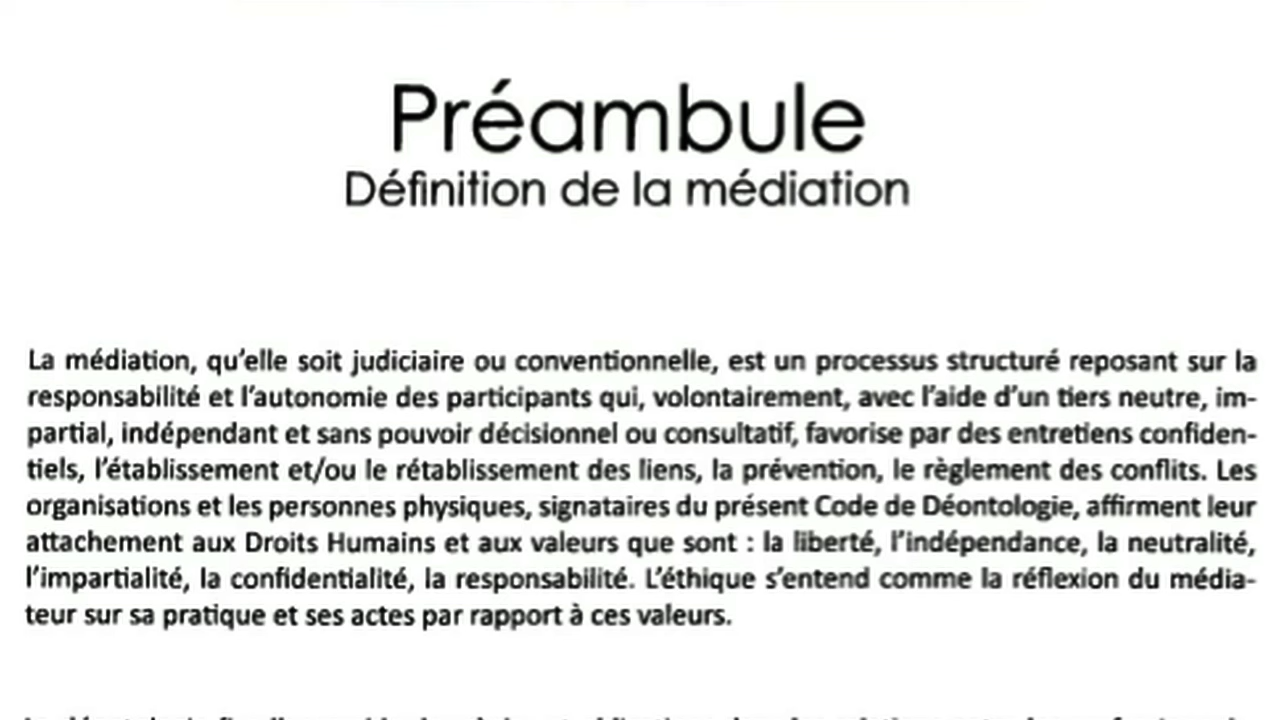 Préambule
Définition de la médiation
La médiation, qu’elle soit judiciaire ou conventionnelle, est un processus structuré reposant sur la
responsabilité et l’autonomie des participants qui, volontairement, avec l’aide d’un tiers neutre, im-
partial, indépendant et sans pouvoir décisionnel ou consultatif, favorise par des entretiens confiden-
tiels, l’établissement et/ou le rétablissement des liens, la prévention, le règlement des conflits. Les
organisations et les personnes physiques, signataires du présent Code de Déontologie, affirment leur
attachement aux Droits Humains et aux valeurs que sont : la liberté, l’indépendance, la neutralité,
l’impartialité, la confidentialité, la responsabilité. L’éthique s’entend comme la réflexion du média-
teur sur sa pratique et ses actes par rapport à ces valeurs.